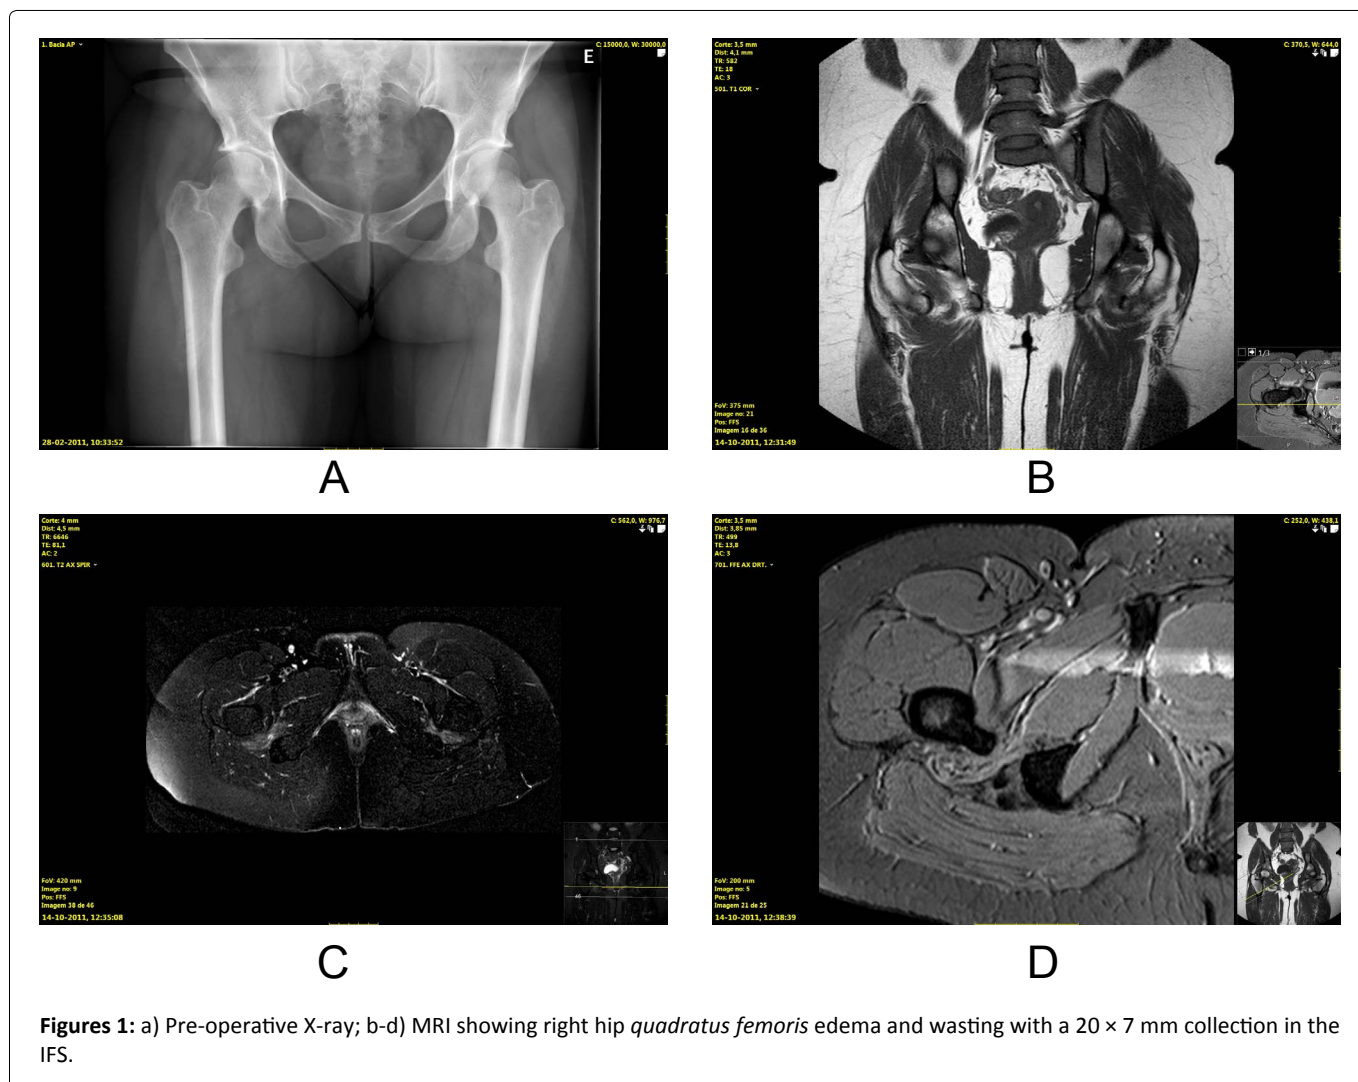 1. Bacia AP
C: 15000,0, W: 30000,0
E
28-02-2011, 10:33:52
A
Corte: 3,5 mm
Dist: 4,1 mm
TR: 582
TE: 18
AC: 3
501. T1 COR
C: 370,5, W: 644,0
1/3
FoV: 375 mm
Image no: 21
Pos: FFS
Imagem 16 de 36
14-10-2011, 12:31:49
B
Corte: 4 mm
Dist: 4,5 mm
TR: 6646
TE: 81,1
AC: 2
601. T2 AX SPIR
C: 562,0, W: 976,7
FoV: 420 mm
Image no: 9
Pos: FFS
Imagem 38 de 46
14-10-2011, 12:35:08
46
C
Corte: 3,5 mm
Dist: 3,85 mm
TR: 499
TE: 13,8
AC: 3
701. FFE AX DRT.
C: 252,0, W: 438,1
FoV: 200 mm
Image no: 5
Pos: FFS
Imagem 21 de 25
14-10-2011, 12:38:39
D
Figures 1: a) Pre-operative X-ray; b-d) MRI showing right hip quadratus femoris edema and wasting with a 20 × 7 mm collection in the
IFS.